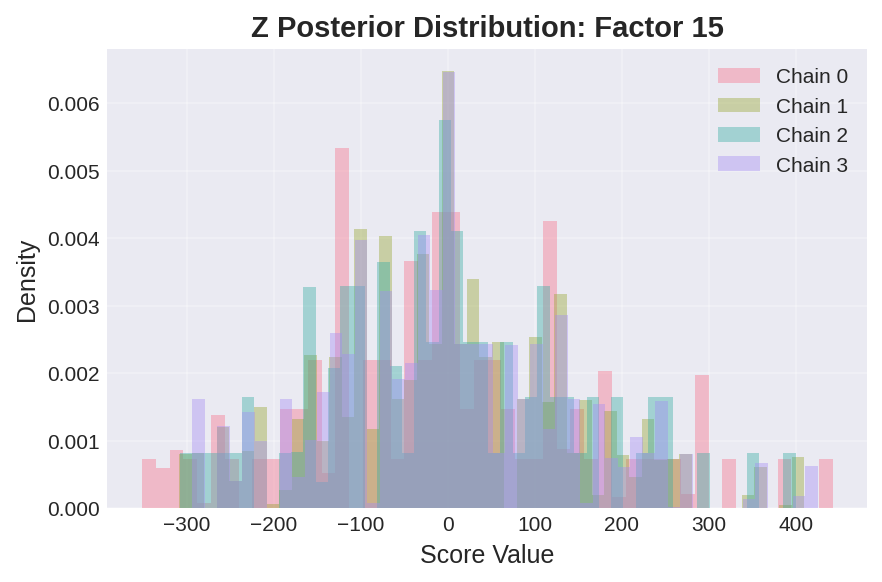 Z Posterior Distribution: Factor 15
Chain 0
Chain 1
Chain 2
Chain 3
Density
0.006
0.005
0.004
0.003
0.002
0.001
0.000
−300 −200 −100 0 100 200 300 400
Score Value